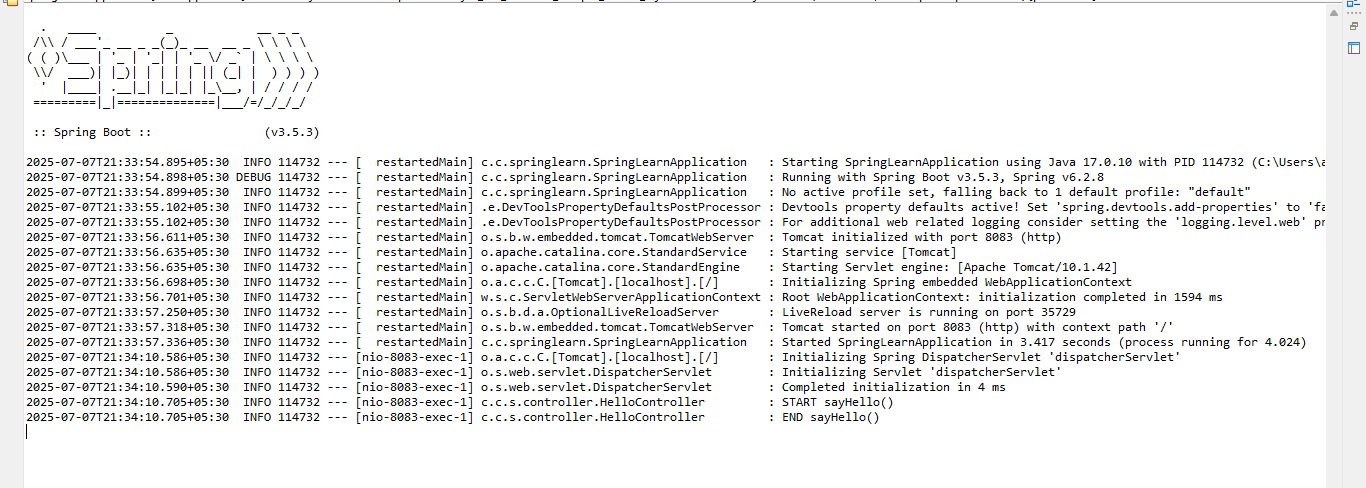 .   ____          _            __ _ _
 /\\ / ___'_ __ _ _(_)_ __  __ _ \ \ \ \
( ( )\___ | '_ | '_| | '_ \/ _` | \ \ \ \
 \\/  ___)| |_)| | | | | || (_| |  ) ) ) )
  '  |____| .__|_| |_|_| |_\__, | / / / /
 =========|_|==============|___/=/_/_/_/
 :: Spring Boot ::                (v3.5.3)
2025-07-07T21:33:54.895+05:30  INFO 114732 --- [  restartedMain] c.c.springlearn.SpringLearnApplication   : Starting SpringLearnApplication using Java 17.0.10 with PID 114732 (C:\Users\a
2025-07-07T21:33:54.898+05:30 DEBUG 114732 --- [  restartedMain] c.c.springlearn.SpringLearnApplication   : Running with Spring Boot v3.5.3, Spring v6.2.8
2025-07-07T21:33:54.899+05:30  INFO 114732 --- [  restartedMain] c.c.springlearn.SpringLearnApplication   : No active profile set, falling back to 1 default profile: "default"
2025-07-07T21:33:55.102+05:30  INFO 114732 --- [  restartedMain] .e.DevToolsPropertyDefaultsPostProcessor : Devtools property defaults active! Set 'spring.devtools.add-properties' to 'fa
2025-07-07T21:33:55.102+05:30  INFO 114732 --- [  restartedMain] .e.DevToolsPropertyDefaultsPostProcessor : For additional web related logging consider setting the 'logging.level.web' pr
2025-07-07T21:33:56.611+05:30  INFO 114732 --- [  restartedMain] o.s.b.w.embedded.tomcat.TomcatWebServer  : Tomcat initialized with port 8083 (http)
2025-07-07T21:33:56.635+05:30  INFO 114732 --- [  restartedMain] o.apache.catalina.core.StandardService   : Starting service [Tomcat]
2025-07-07T21:33:56.635+05:30  INFO 114732 --- [  restartedMain] o.apache.catalina.core.StandardEngine    : Starting Servlet engine: [Apache Tomcat/10.1.42]
2025-07-07T21:33:56.698+05:30  INFO 114732 --- [  restartedMain] o.a.c.c.C.[Tomcat].[localhost].[/]       : Initializing Spring embedded WebApplicationContext
2025-07-07T21:33:56.701+05:30  INFO 114732 --- [  restartedMain] w.s.c.ServletWebServerApplicationContext : Root WebApplicationContext: initialization completed in 1594 ms
2025-07-07T21:33:57.250+05:30  INFO 114732 --- [  restartedMain] o.s.b.d.a.OptionalLiveReloadServer       : LiveReload server is running on port 35729
2025-07-07T21:33:57.318+05:30  INFO 114732 --- [  restartedMain] o.s.b.w.embedded.tomcat.TomcatWebServer  : Tomcat started on port 8083 (http) with context path '/'
2025-07-07T21:33:57.336+05:30  INFO 114732 --- [  restartedMain] c.c.springlearn.SpringLearnApplication   : Started SpringLearnApplication in 3.417 seconds (process running for 4.024)
2025-07-07T21:34:10.586+05:30  INFO 114732 --- [nio-8083-exec-1] o.a.c.c.C.[Tomcat].[localhost].[/]       : Initializing Spring DispatcherServlet 'dispatcherServlet'
2025-07-07T21:34:10.586+05:30  INFO 114732 --- [nio-8083-exec-1] o.s.web.servlet.DispatcherServlet        : Initializing Servlet 'dispatcherServlet'
2025-07-07T21:34:10.590+05:30  INFO 114732 --- [nio-8083-exec-1] o.s.web.servlet.DispatcherServlet        : Completed initialization in 4 ms
2025-07-07T21:34:10.705+05:30  INFO 114732 --- [nio-8083-exec-1] c.c.s.controller.HelloController         : START sayHello()
2025-07-07T21:34:10.705+05:30  INFO 114732 --- [nio-8083-exec-1] c.c.s.controller.HelloController         : END sayHello()